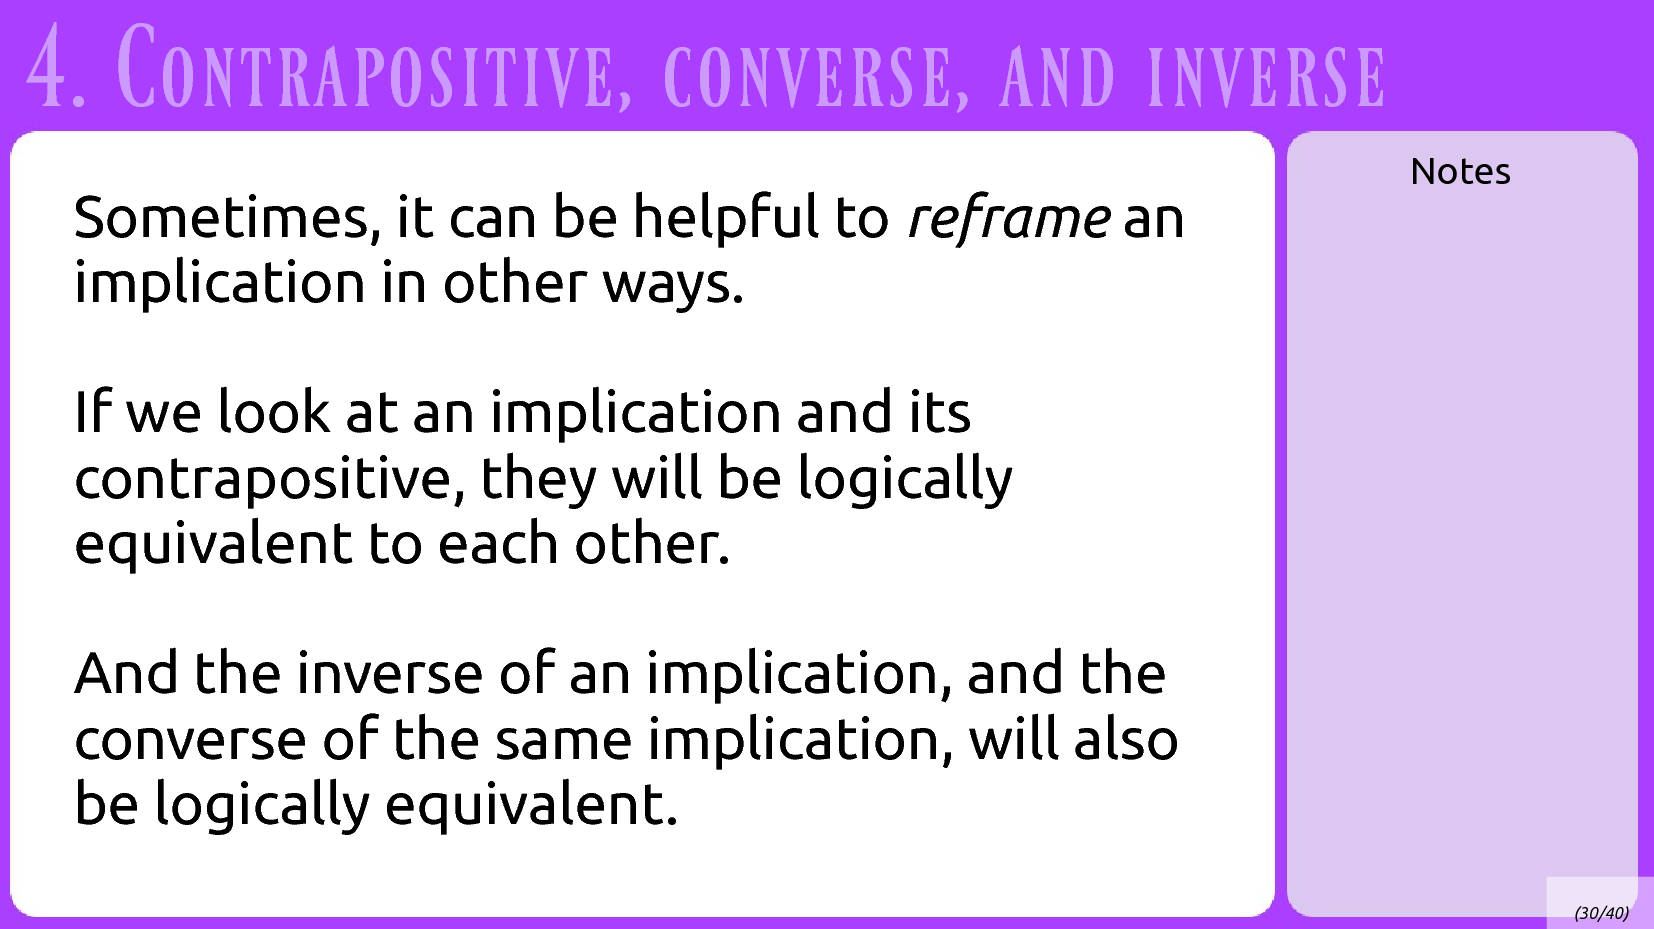 4. Contrapositive, converse, and inverse
Sometimes, it can be helpful to reframe an
implication in other ways.
If we look at an implication and its
contrapositive, they will be logically
equivalent to each other.
And the inverse of an implication, and the
converse of the same implication, will also
be logically equivalent.
Notes
(30/40)